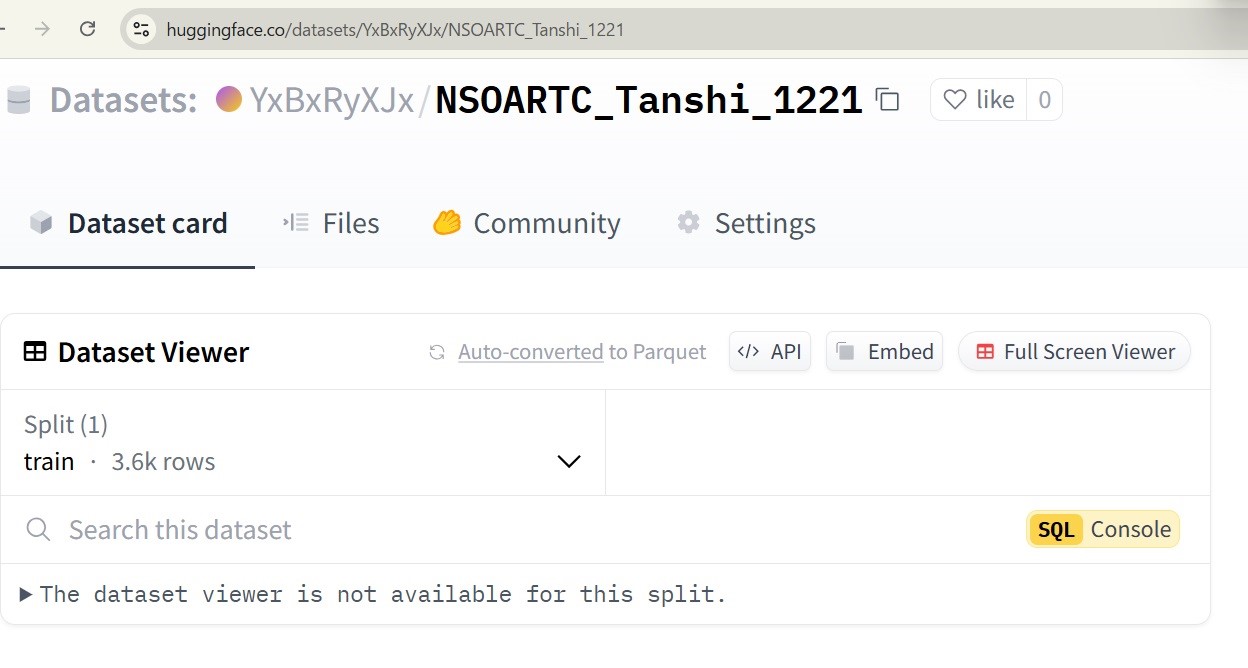 huggingface.co/datasets/YxBxRyXJx/NSOARTC_Tanshi_1221
Datasets: YxBxRyXJx/NSOARTC_Tanshi_1221 like 0
Dataset card Files Community Settings
Dataset Viewer Auto-converted to Parquet </> API Embed Full Screen Viewer
Split (1)
train · 3.6k rows
Search this dataset SQL Console
The dataset viewer is not available for this split.